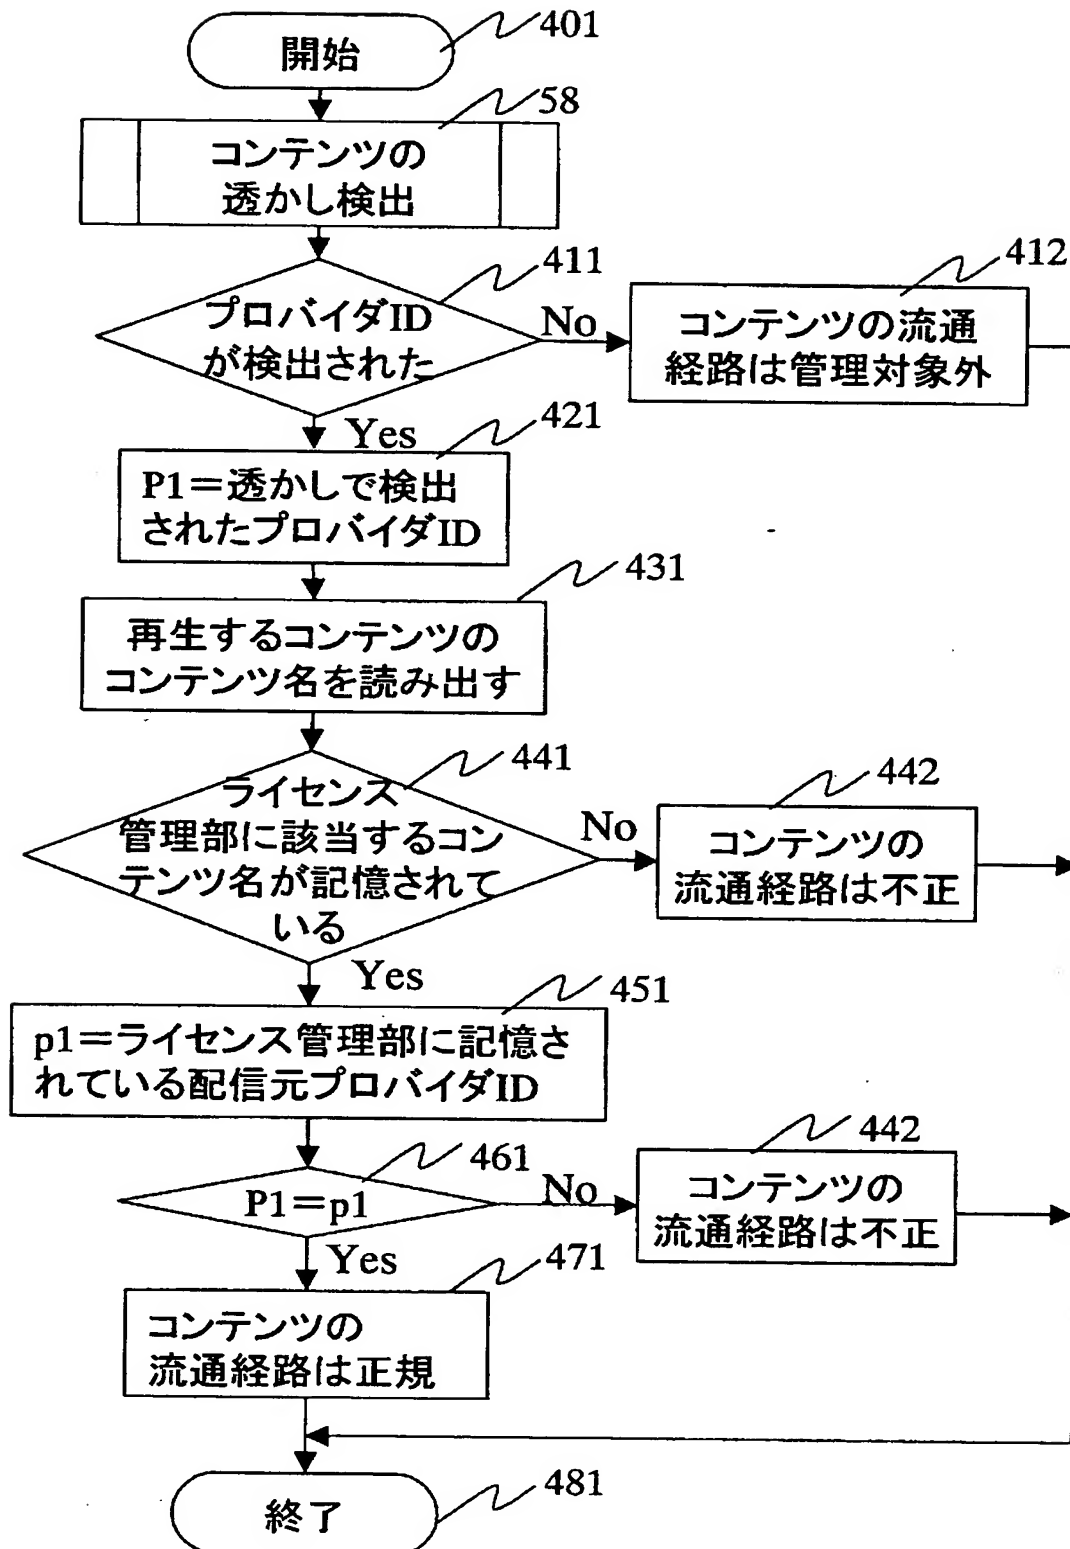 401
開始
58
コンテンツの
透かし検出
411
プロバイダID
が検出された
No
412
コンテンツの流通
経路は管理対象外
Yes
421
P1=透かしで検出
されたプロバイダID
431
再生するコンテンツの
コンテンツ名を読み出す
441
ライセンス
管理部に該当するコン
テンツ名が記憶されて
いる
No
442
コンテンツの
流通経路は不正
Yes
451
p1=ライセンス管理部に記憶さ
れている配信元プロバイダID
461
P1=p1
No
442
コンテンツの
流通経路は不正
Yes
471
コンテンツの
流通経路は正規
481
終了